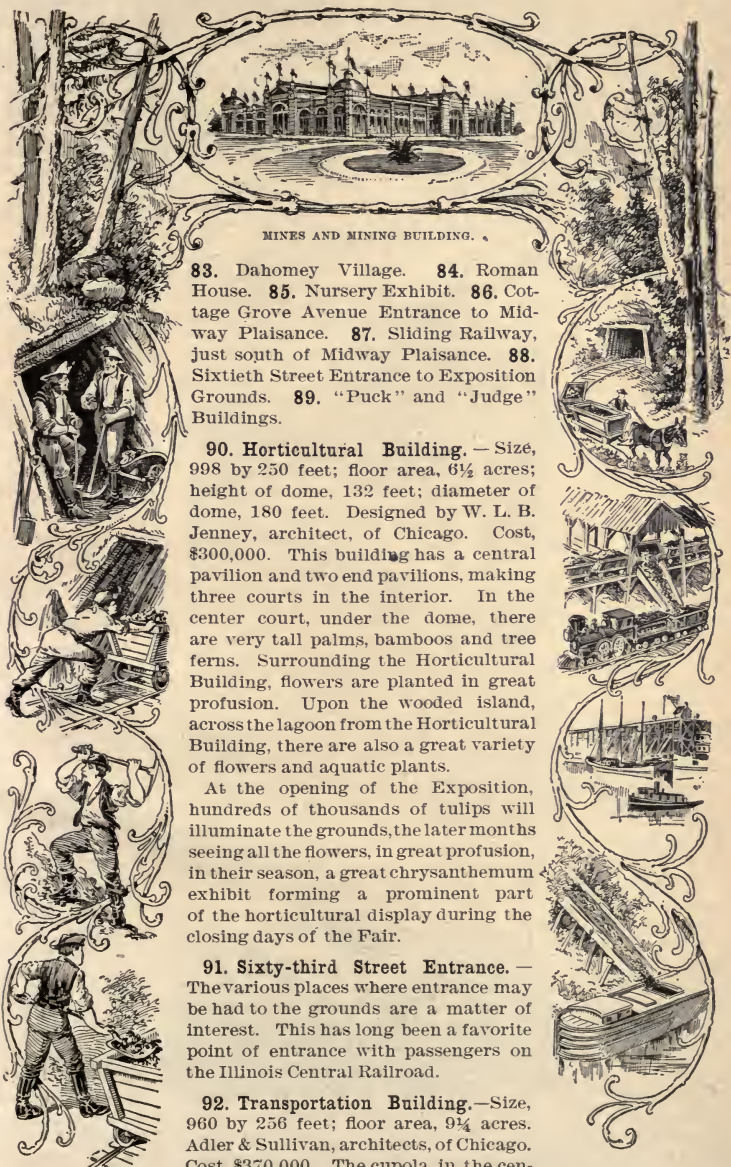 MINES AND MINING BUILDING.
83. Dahomey Village. 84. Roman
House. 85. Nursery Exhibit. 86. Cot-
tage Grove Avenue Entrance to Mid-
way Plaisance. 87. Sliding Railway,
just south of Midway Plaisance. 88.
Sixtieth Street Entrance to Exposition
Grounds. 89. "Puck" and "Judge"
Buildings.
90. Horticultural Building. — Size,
998 by 250 feet; floor area, 6½ acres;
height of dome, 132 feet; diameter of
dome, 180 feet. Designed by W. L. B.
Jenney, architect, of Chicago. Cost,
$300,000. This building has a central
pavilion and two end pavilions, making
three courts in the interior. In the
center court, under the dome, there
are very tall palms, bamboos and tree
ferns. Surrounding the Horticultural
Building, flowers are planted in great
profusion. Upon the wooded island,
across the lagoon from the Horticultural
Building, there are also a great variety
of flowers and aquatic plants.
At the opening of the Exposition,
hundreds of thousands of tulips will
illuminate the grounds, the later months
seeing all the flowers, in great profusion,
in their season, a great chrysanthemum
exhibit forming a prominent part
of the horticultural display during the
closing days of the Fair.
91. Sixty-third Street Entrance. —
The various places where entrance may
be had to the grounds are a matter of
interest. This has long been a favorite
point of entrance with passengers on
the Illinois Central Railroad.
92. Transportation Building.—Size,
960 by 256 feet; floor area, 9¼ acres.
Adler & Sullivan, architects, of Chicago.
Cost, $370,000. The cupola, in the cen-